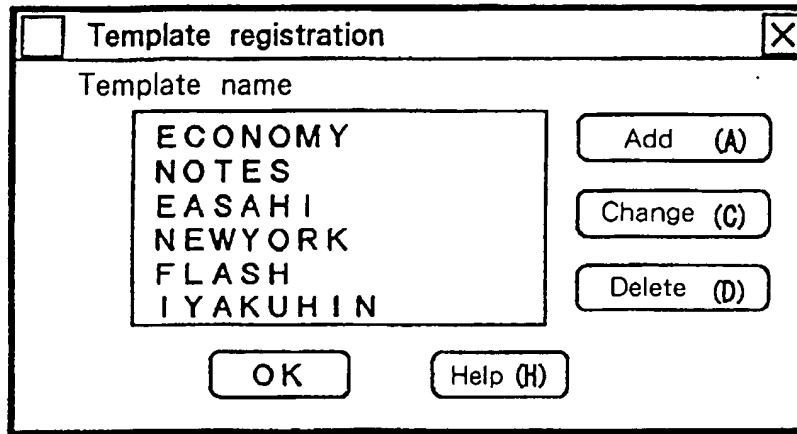 Template registration
Template name
ECONOMY
NOTES
EASAHI
NEWYORK
FLASH
IYAKUHIN
Add (A)
Change (C)
Delete (D)
OK
Help (H)